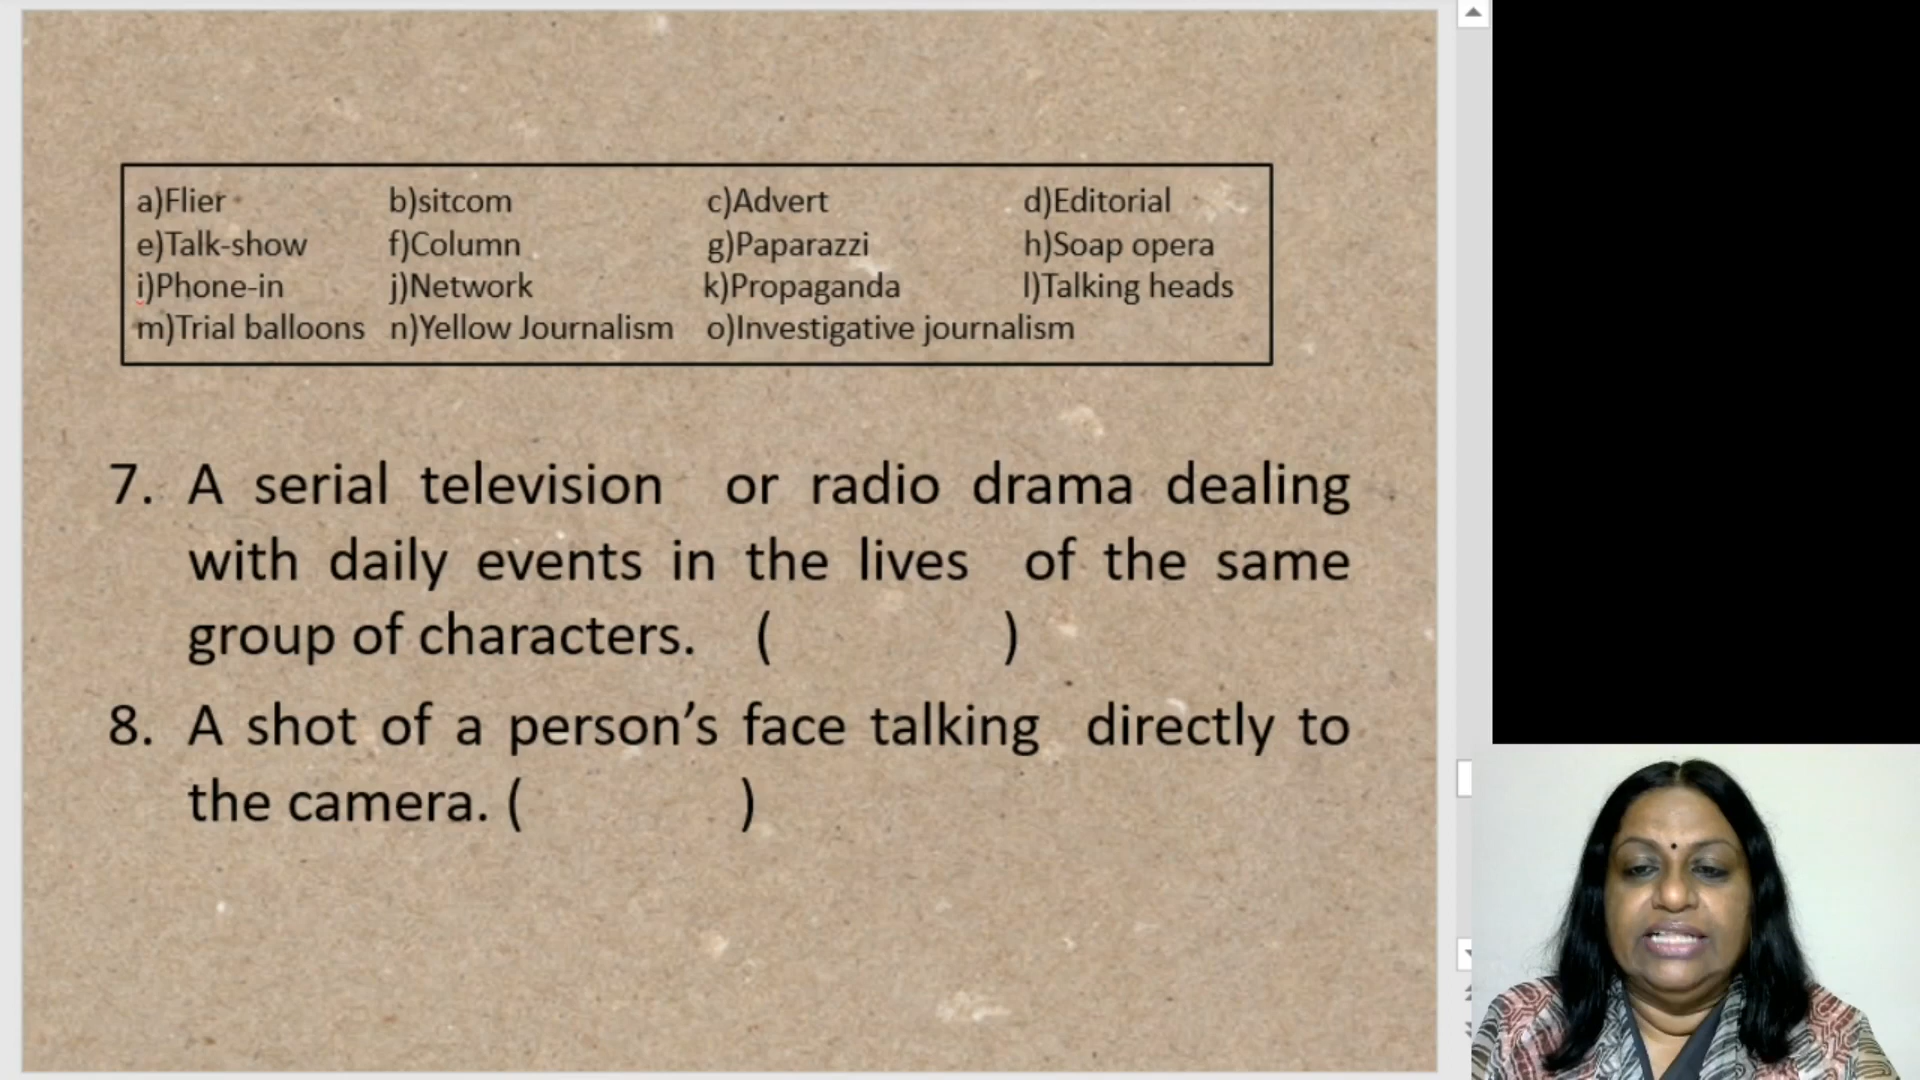 a)Flier b)sitcom c)Advert d)Editorial
e)Talk-show f)Column g)Paparazzi h)Soap opera
i)Phone-in j)Network k)Propaganda l)Talking heads
m)Trial balloons n)Yellow Journalism o)Investigative journalism
7. A serial television or radio drama dealing
with daily events in the lives of the same
group of characters. ( )
8. A shot of a person’s face talking directly to
the camera. ( )